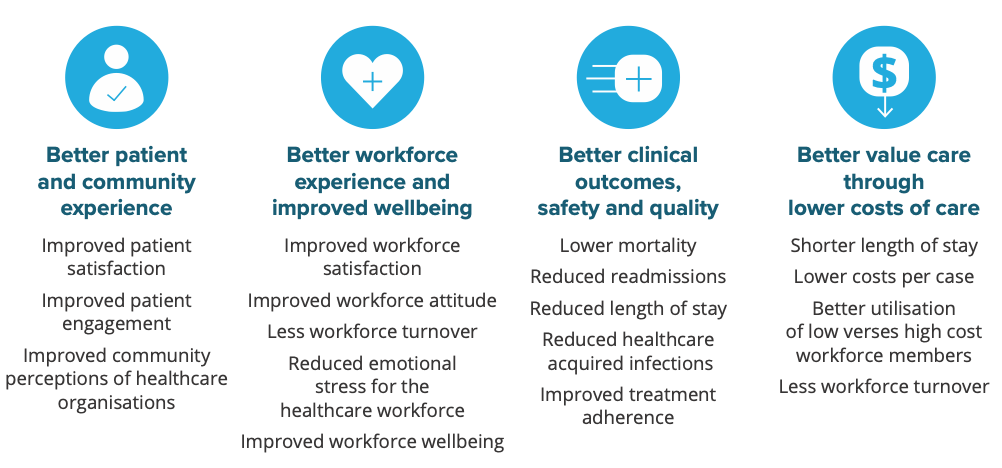 Better patient
and community
experience
Improved patient
satisfaction
Improved patient
engagement
Improved community
perceptions of healthcare
organisations
Better workforce
experience and
improved wellbeing
Improved workforce
satisfaction
Improved workforce attitude
Less workforce turnover
Reduced emotional
stress for the
healthcare workforce
Improved workforce wellbeing
Better clinical
outcomes,
safety and quality
Lower mortality
Reduced readmissions
Reduced length of stay
Reduced healthcare
acquired infections
Improved treatment
adherence
$
Better value care
through
lower costs of care
Shorter length of stay
Lower costs per case
Better utilisation
of low verses high cost
workforce members
Less workforce turnover